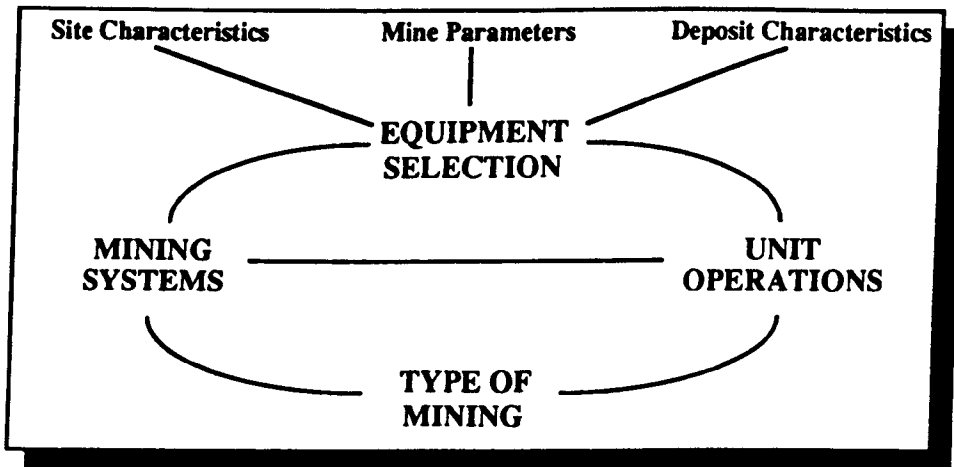 Site Characteristics
Mine Parameters
Deposit Characteristics
EQUIPMENT
SELECTION
MINING
SYSTEMS
UNIT
OPERATIONS
TYPE OF
MINING